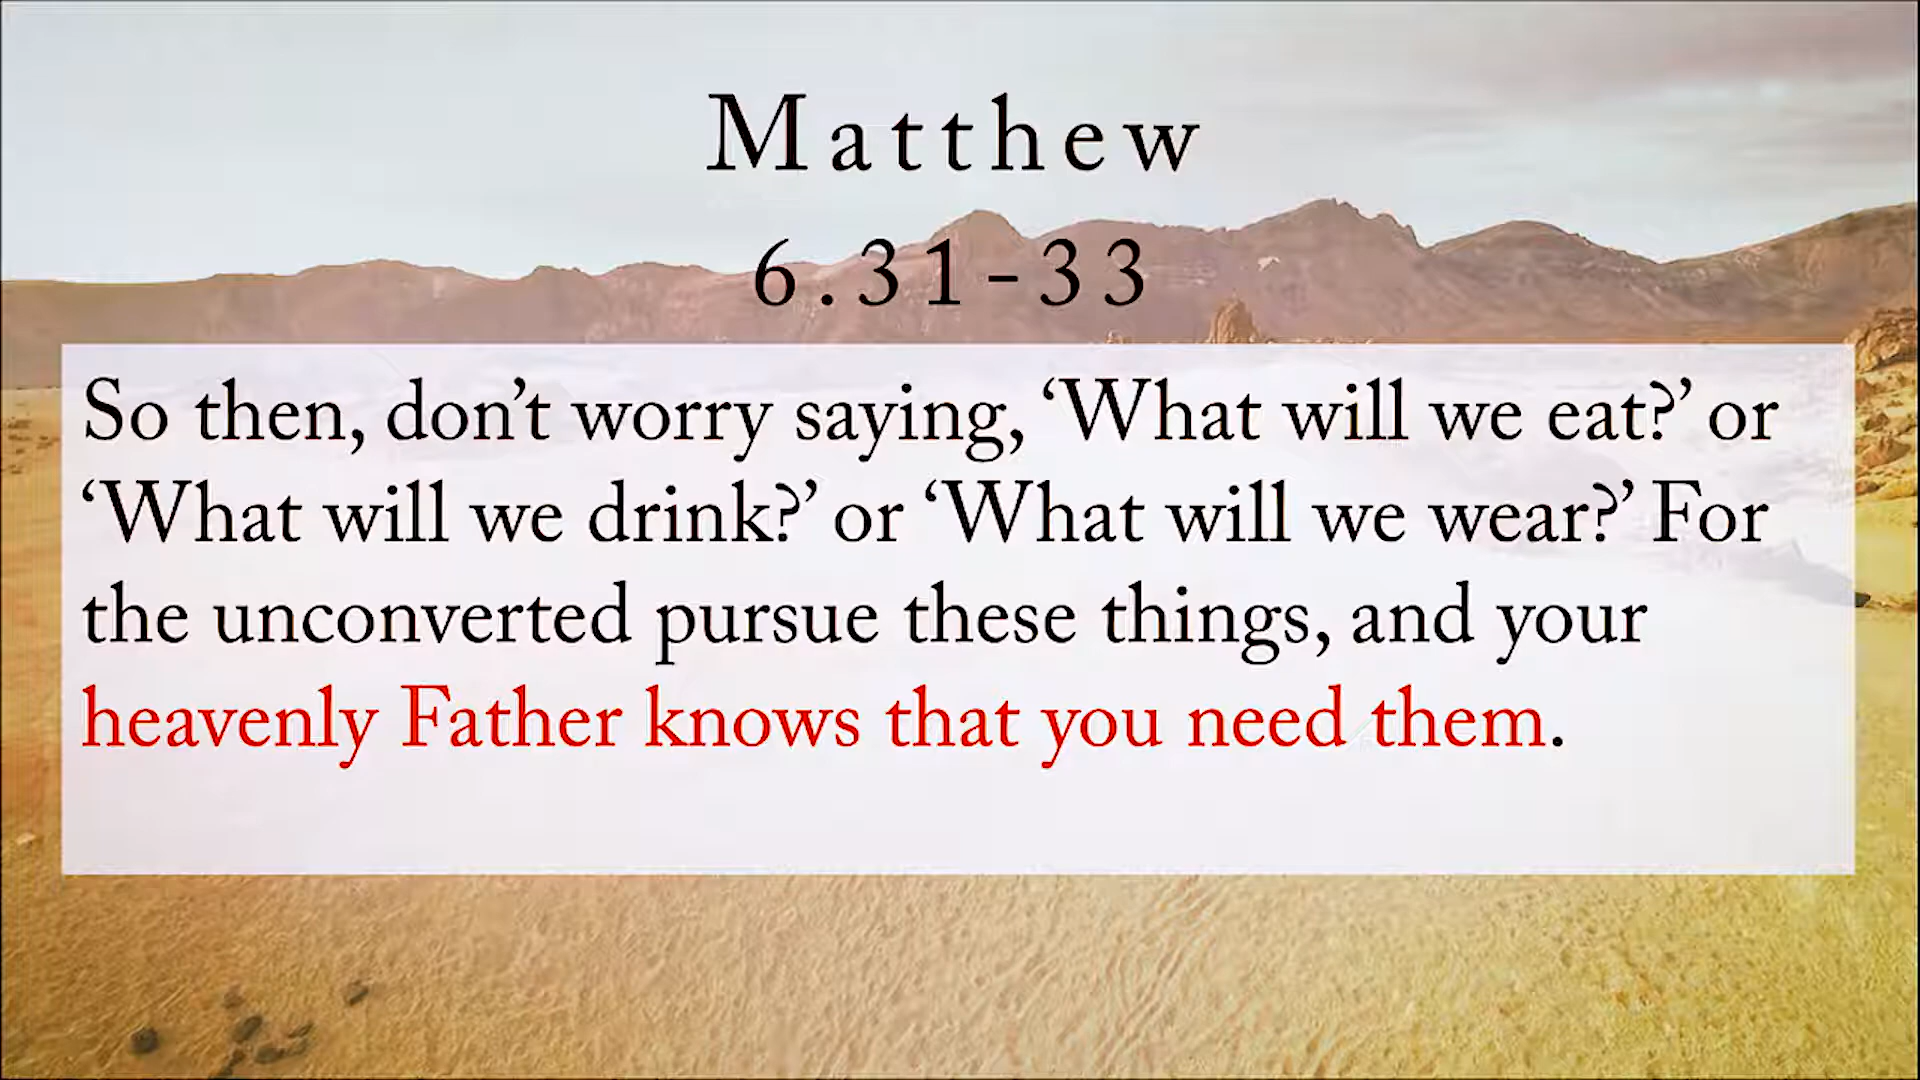 Matthew
6.31-33
So then, don’t worry saying, ‘What will we eat?’ or
‘What will we drink?’ or ‘What will we wear?’ For
the unconverted pursue these things, and your
heavenly Father knows that you need them.